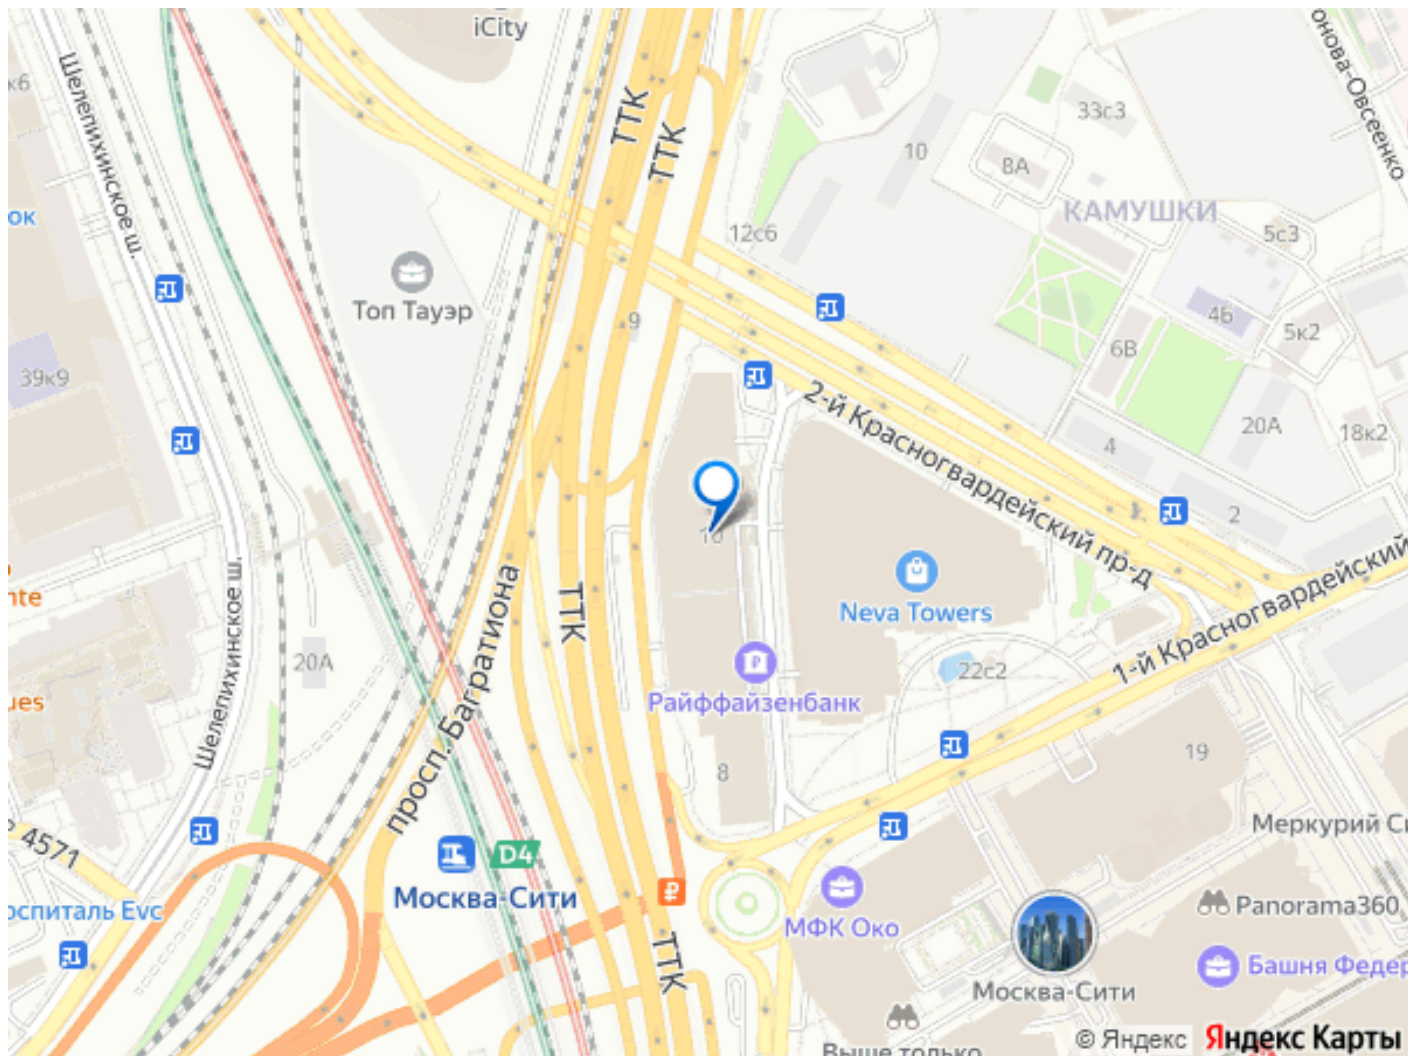 iCity
Шелепихинское ш.
ТТК
ТТК
33с3
10
8А
КАМУШКИ
12с6
5с3
Топ Тауэр
9
4Б
5к2
6В
39к9
2-й Красногвардейский пр-д
20А
18к2
4
2
Neva Towers
1-й Красногвардейский
просп. Багратиона
ТТК
20А
22с2
Райффайзенбанк
Шелепихинское ш.
8
19
4571
D4
Москва-Сити
МФК Око
Panorama360
Москва-Сити
ТТК
© Яндекс
Яндекс Карты